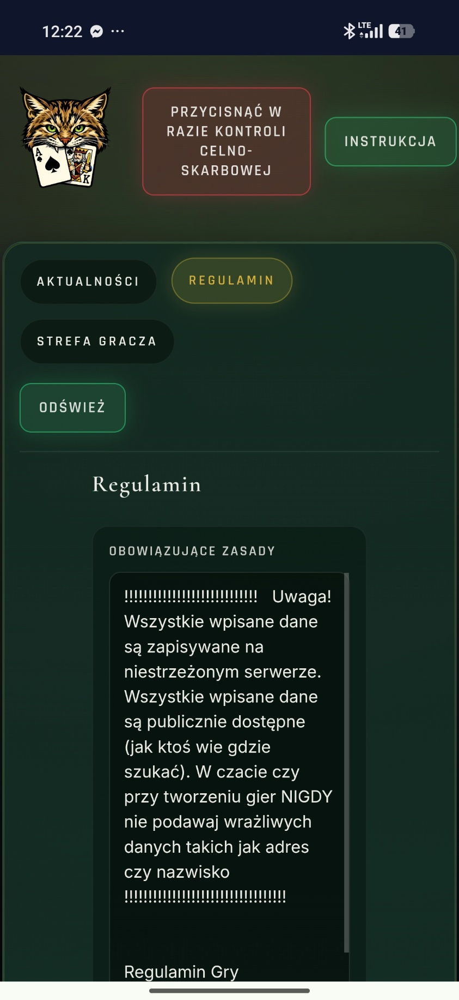 12:22
LTE
41
A
K
PRZYCISNĄĆ W
RAZIE KONTROLI
CELNO-
SKARBOWEJ
INSTRUKCJA
AKTUALNOŚCI
REGULAMIN
STREFA GRACZA
ODŚWIEŻ
Regulamin
OBOWIĄZUJĄCE ZASADY
!!!!!!!!!!!!!!!!!!!!!!!!!!!! Uwaga!
Wszystkie wpisane dane
są zapisywane na
niestrzeżonym serwerze.
Wszystkie wpisane dane
są publicznie dostępne
(jak ktoś wie gdzie
szukać). W czacie czy
przy tworzeniu gier NIGDY
nie podawaj wrażliwych
danych takich jak adres
czy nazwisko
!!!!!!!!!!!!!!!!!!!!!!!!!!!!!!!!!!
Regulamin Gry